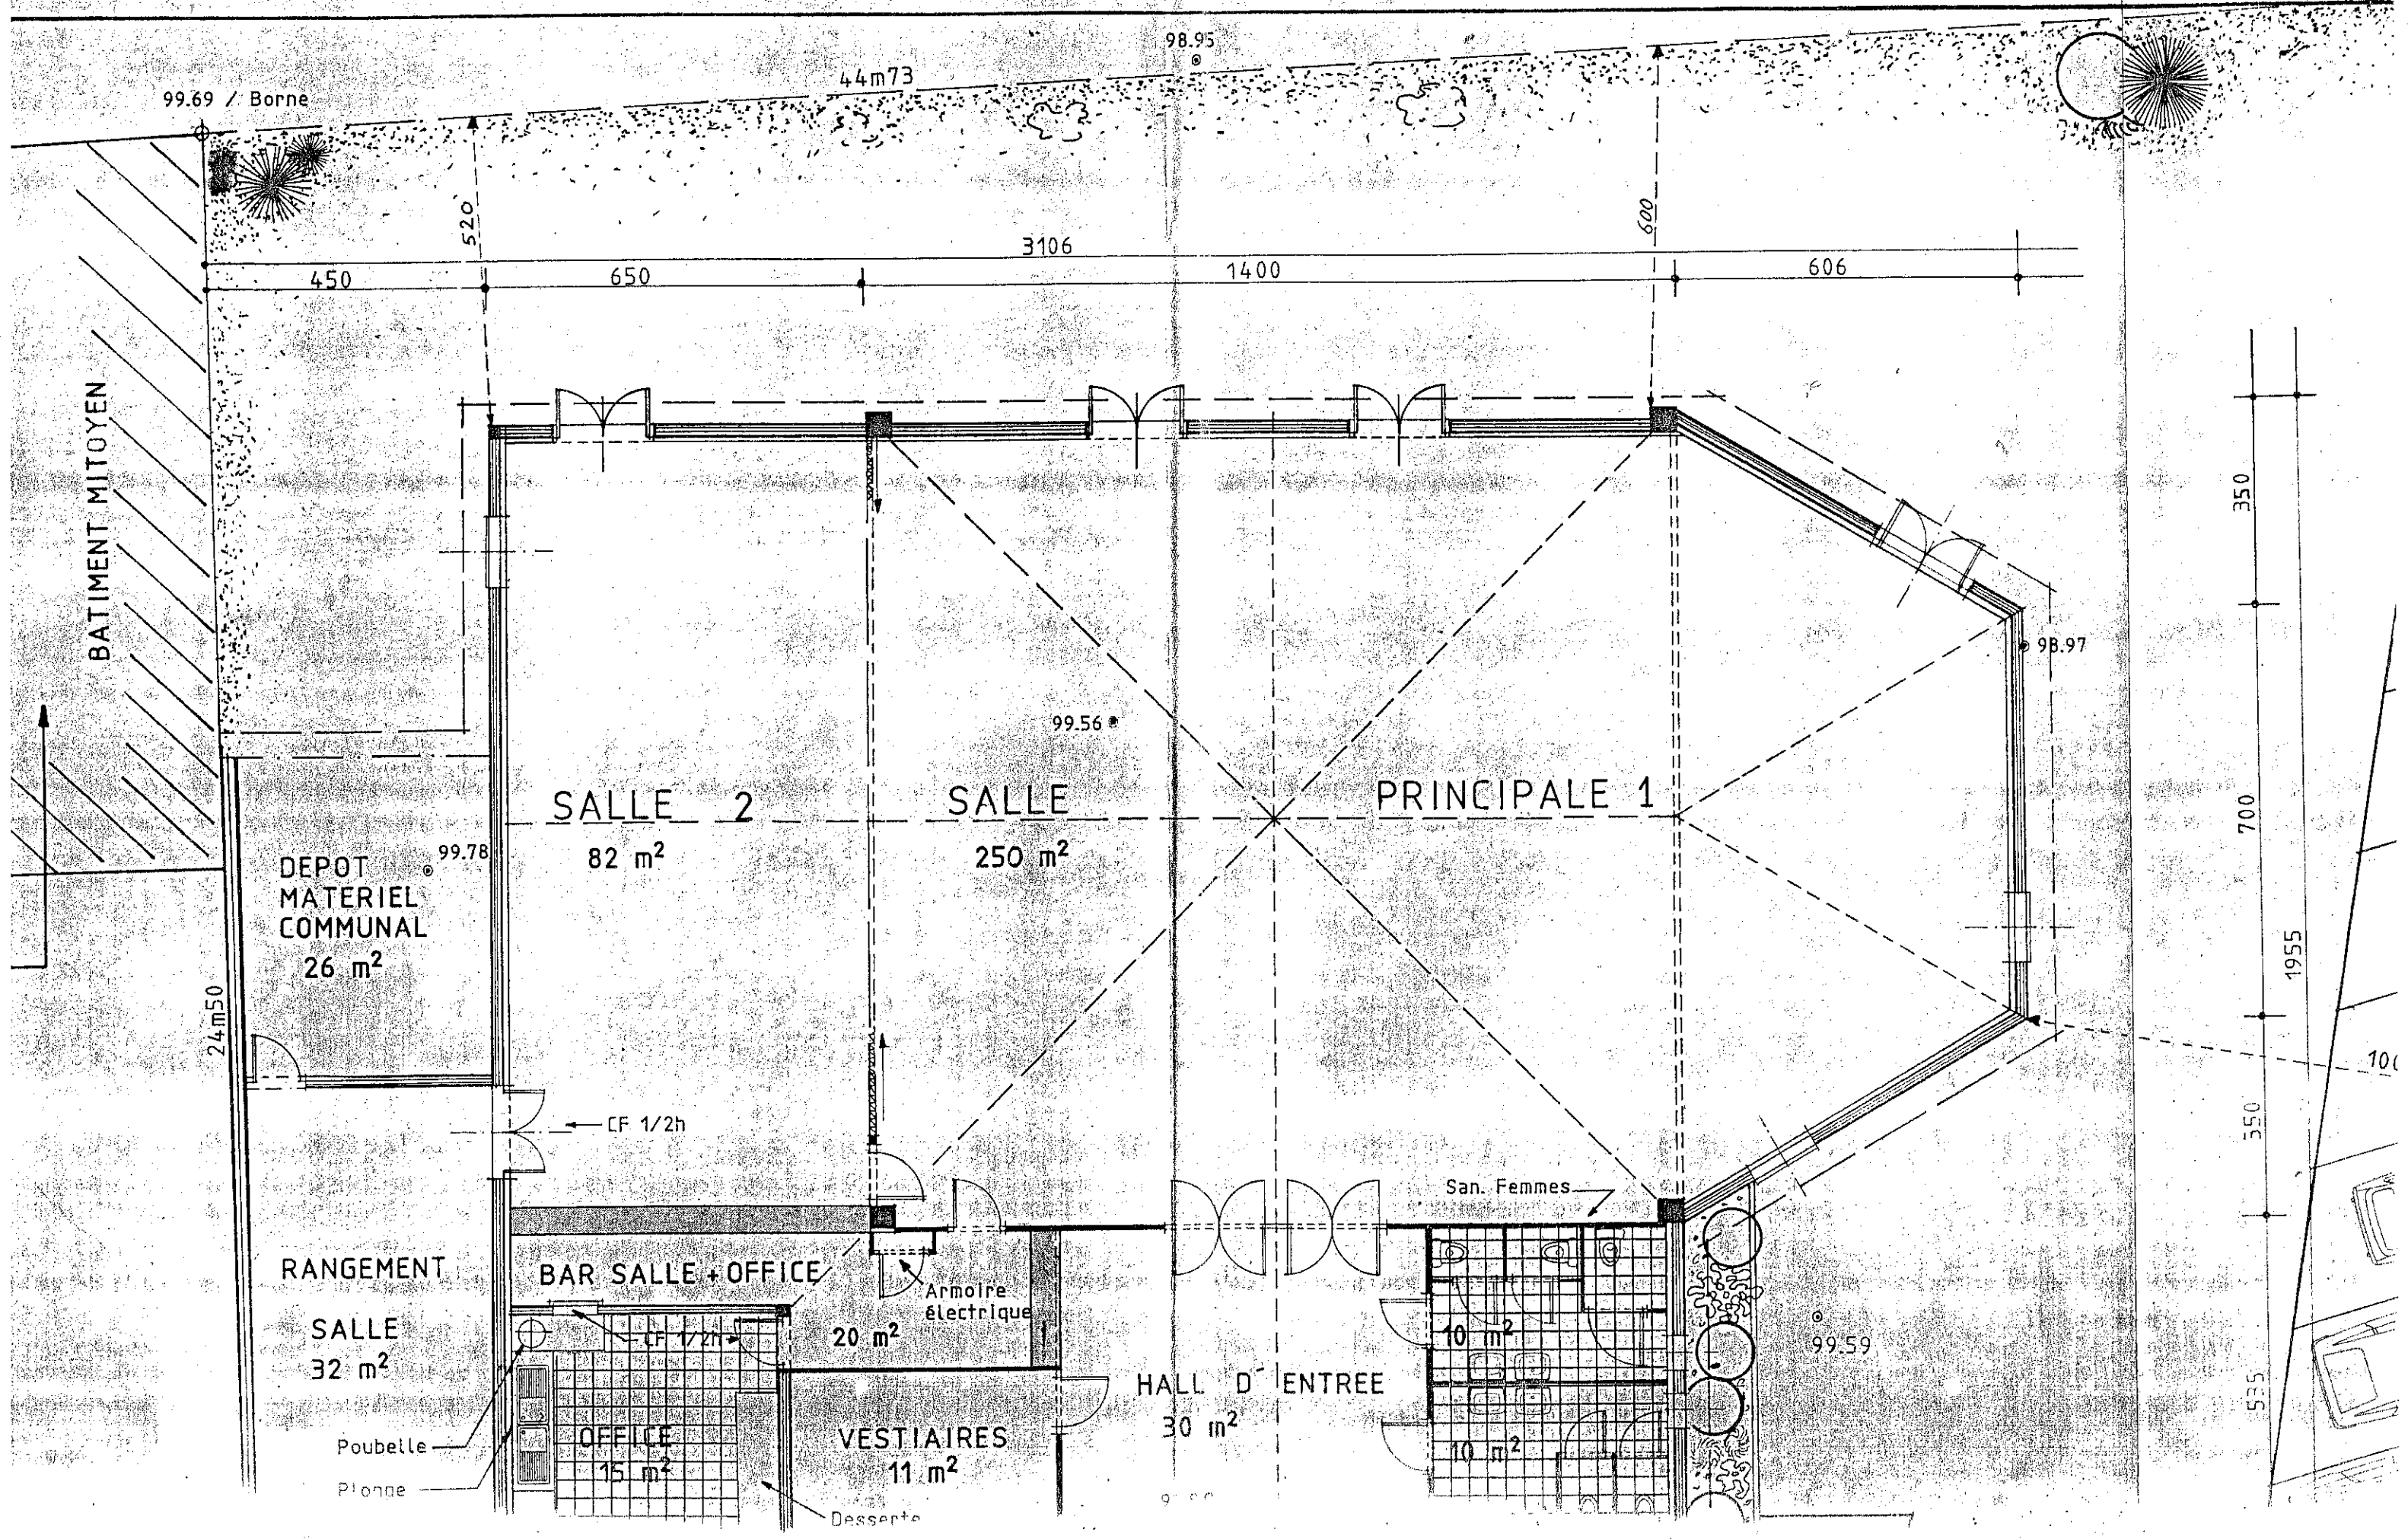 98.95
44m73
99.69 / Borne
520
600
3106
450
650
1400
606
BATIMENT MITOYEN
350
98.97
99.56
SALLE 2
82 m²
SALLE PRINCIPALE 1
250 m²
700
99.78
DEPOT
MATERIEL
COMMUNAL
26 m²
1955
24m50
CF 1/2h
350
San. Femmes
RANGEMENT
SALLE
32 m²
BAR SALLE + OFFICE
20 m²
Armoire
électrique
CF 1/2h
10 m²
99.59
HALL D'ENTREE
30 m²
535
Poubelle
OFFICE
15 m²
VESTIAIRES
11 m²
10 m²
Plonge
Desserte